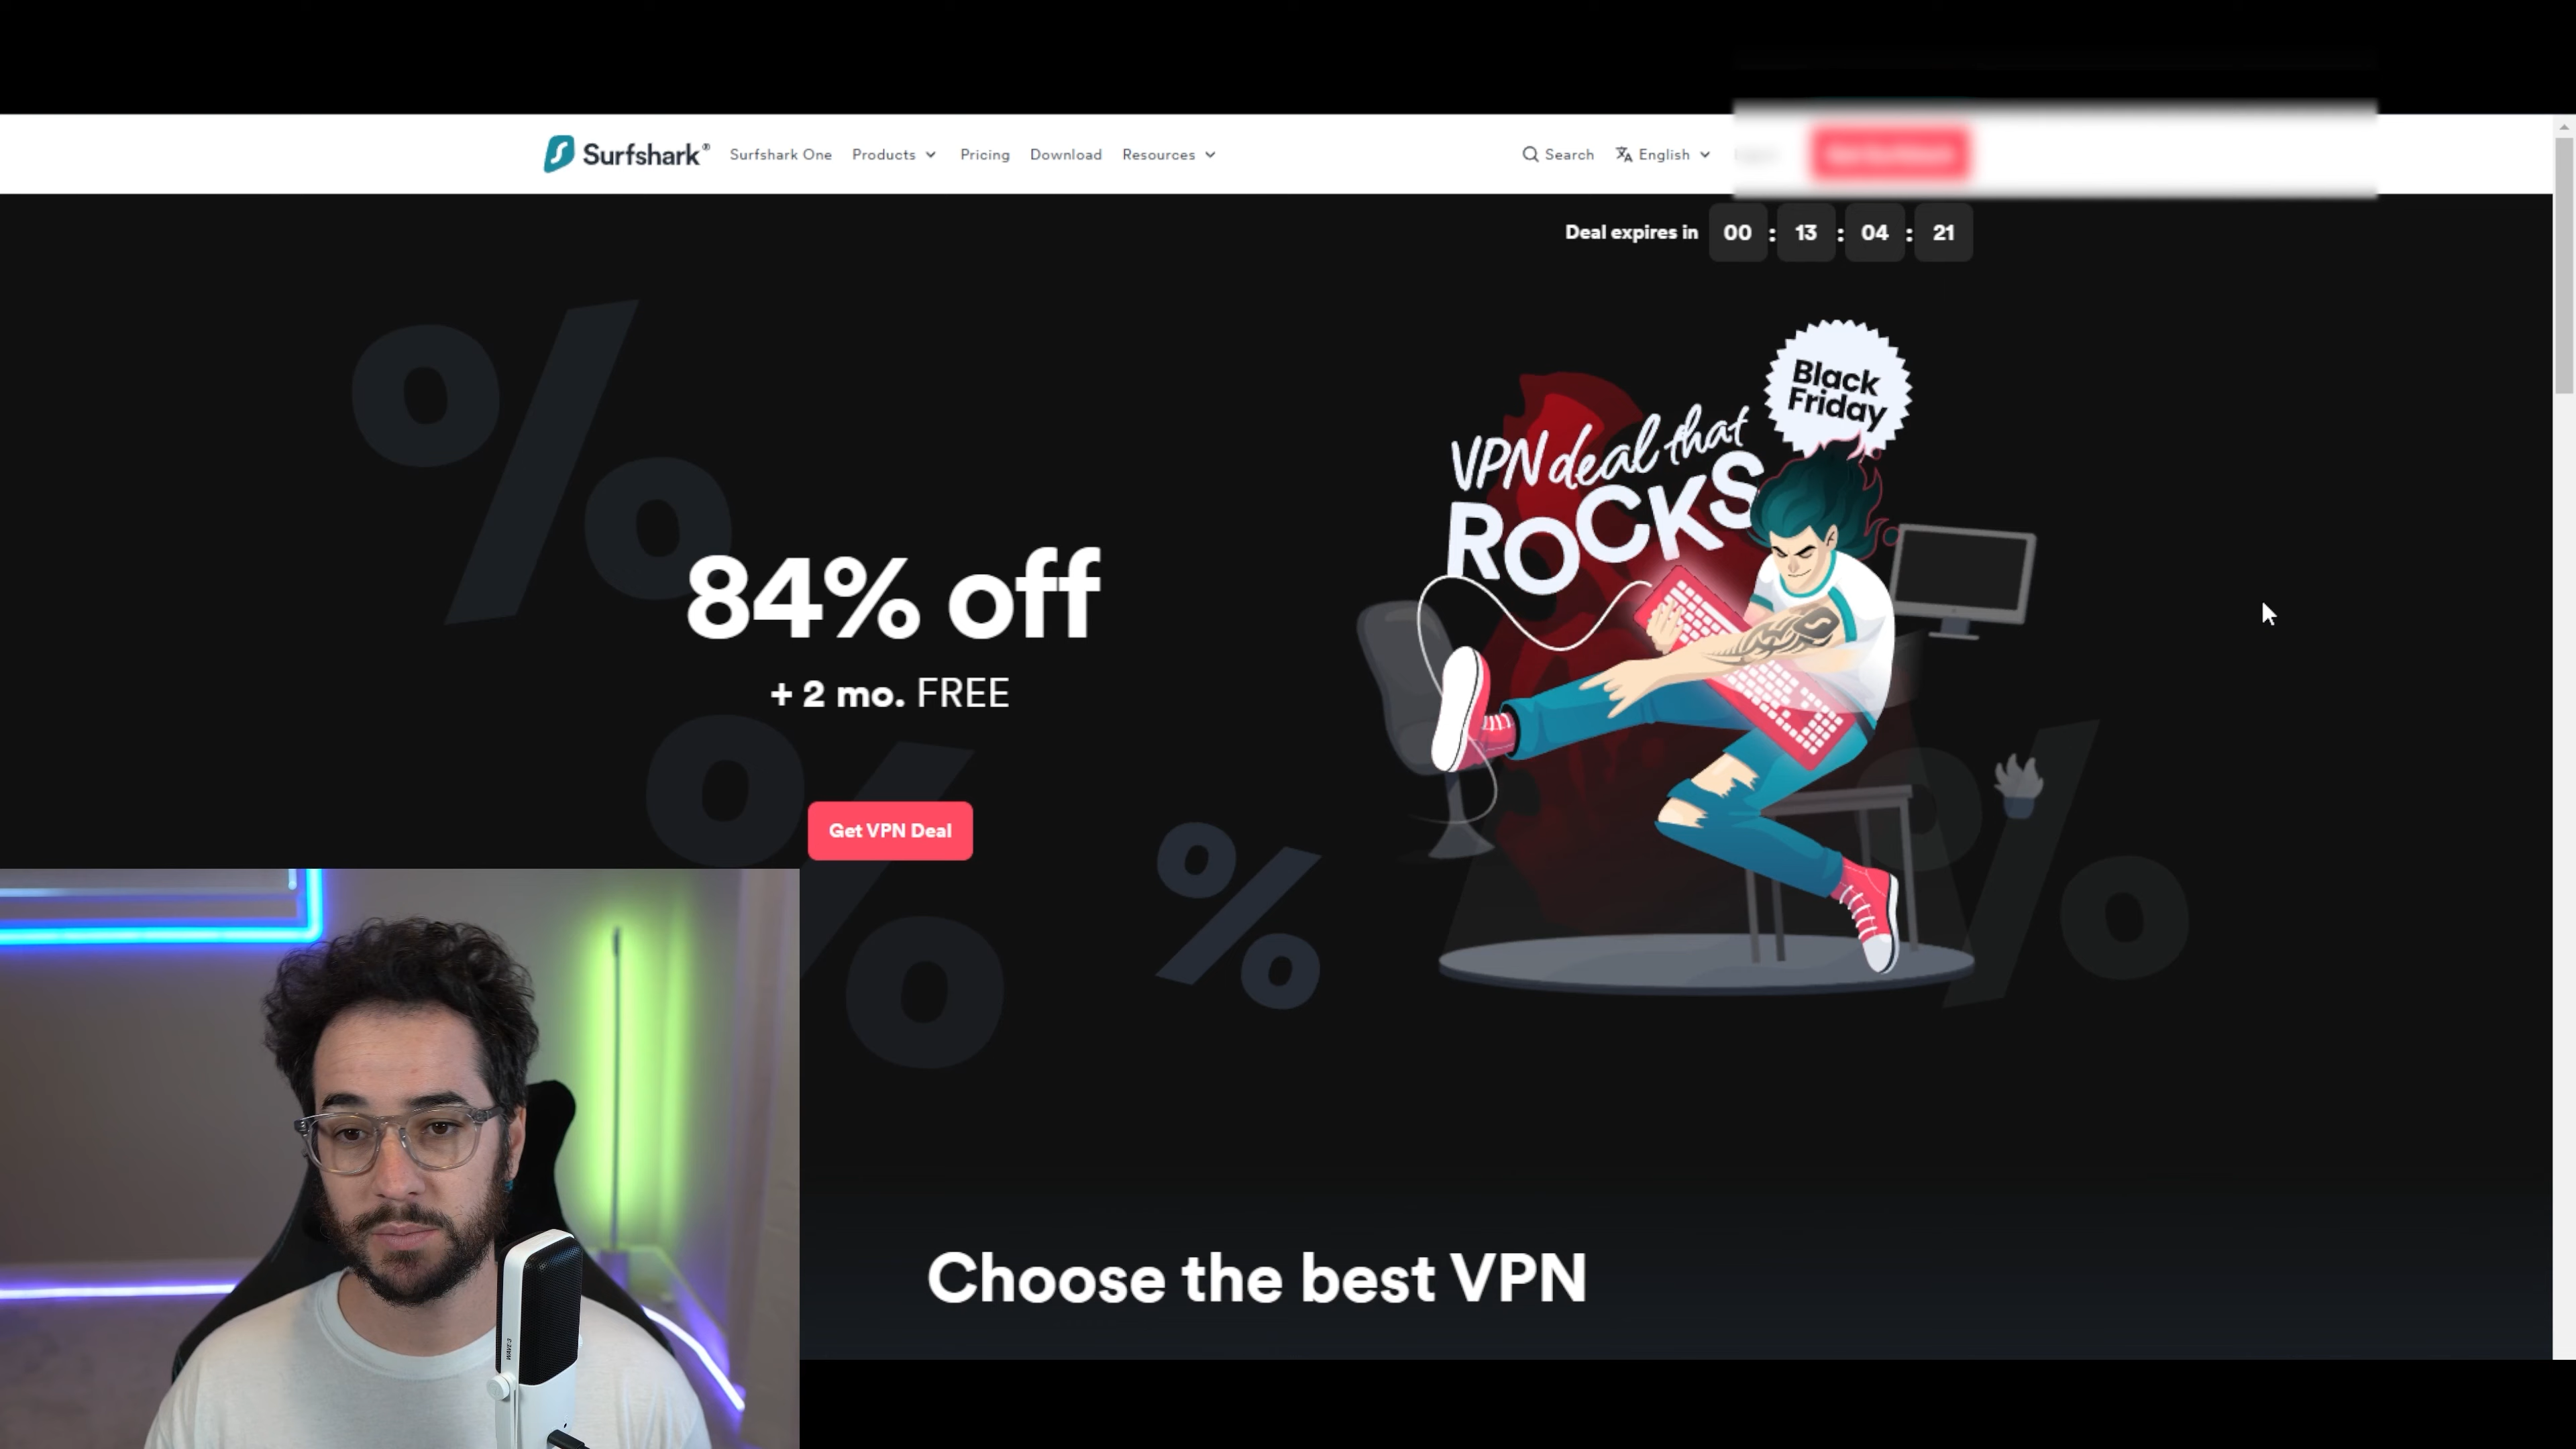 Surfshark®
Surfshark One
Products
Pricing
Download
Resources
Search
English
Deal expires in 00 : 13 : 04 : 21
Black
Friday
VPN deal that
ROCKS
84% off
+ 2 mo. FREE
Get VPN Deal
Choose the best VPN